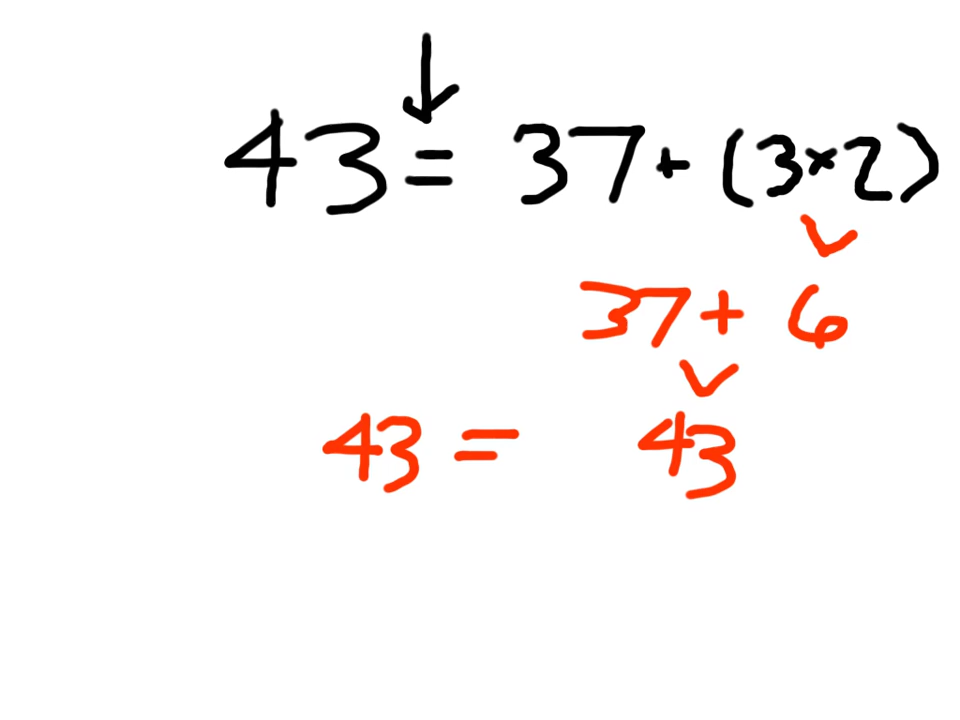 43 = 37 + (3 × 2)
37 + 6
43 = 43